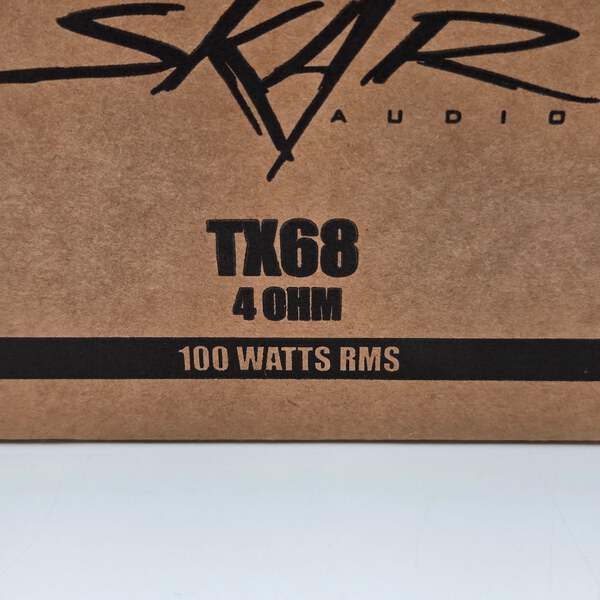 SKAR
AUDIO
TX68
4 OHM
100 WATTS RMS